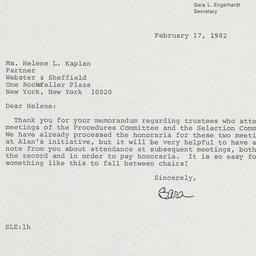 Sara L. Engelhardt
Secretary
February 17, 1982
Ms. Helene L. Kaplan
Partner
Webster & Sheffield
One Rockfeller Plaza
New York, New York 10020
Dear Helene:
Thank you for your memorandum regarding trustees who atte
meetings of the Procedures Committee and the Selection Comm
We have already processed the honoraria for these two meeti
at Alan's initiative, but it will be very helpful to have a
note from you about attendance at subsequent meetings, both
the record and in order to pay honoraria. It is so easy fo
something like this to fall between chairs!
Sincerely,
Sara
SLE:lh